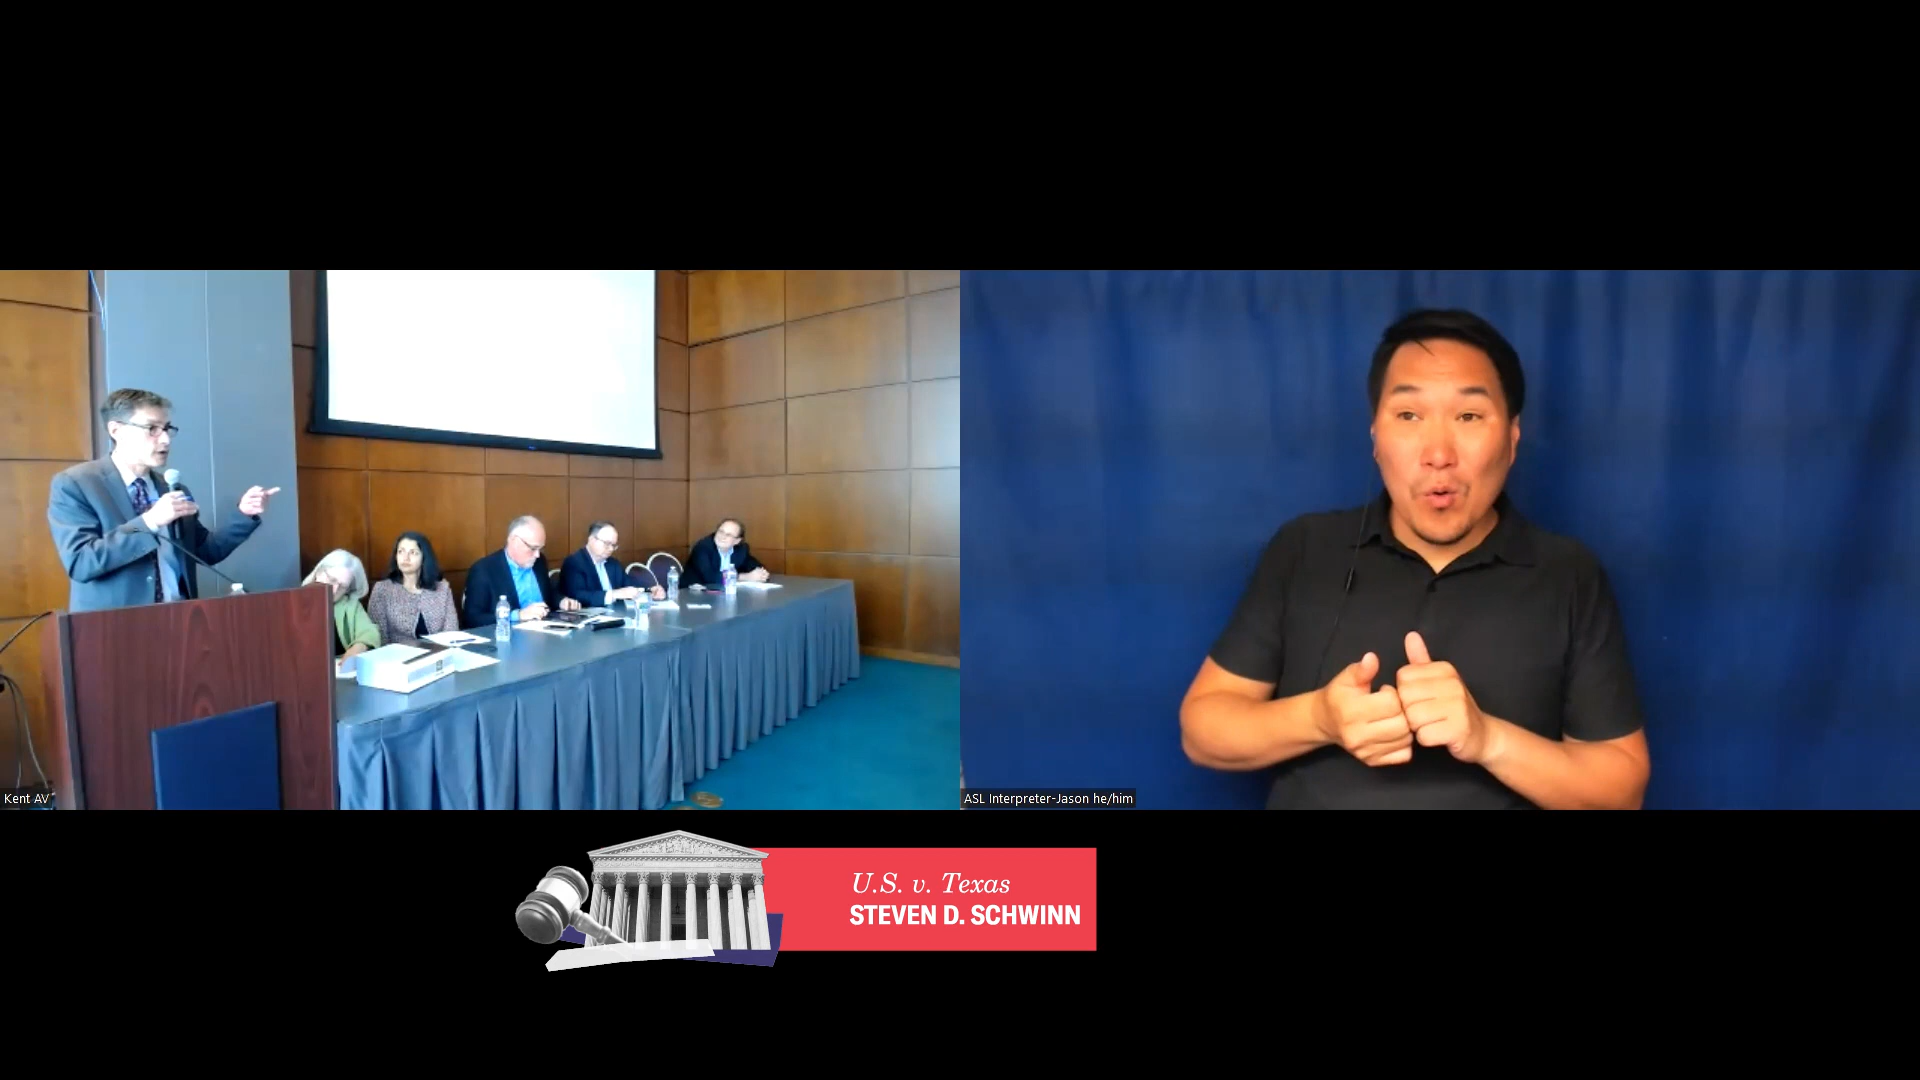 Kent AV
ASL Interpreter-Jason he/him
U.S. v. Texas
STEVEN D. SCHWINN